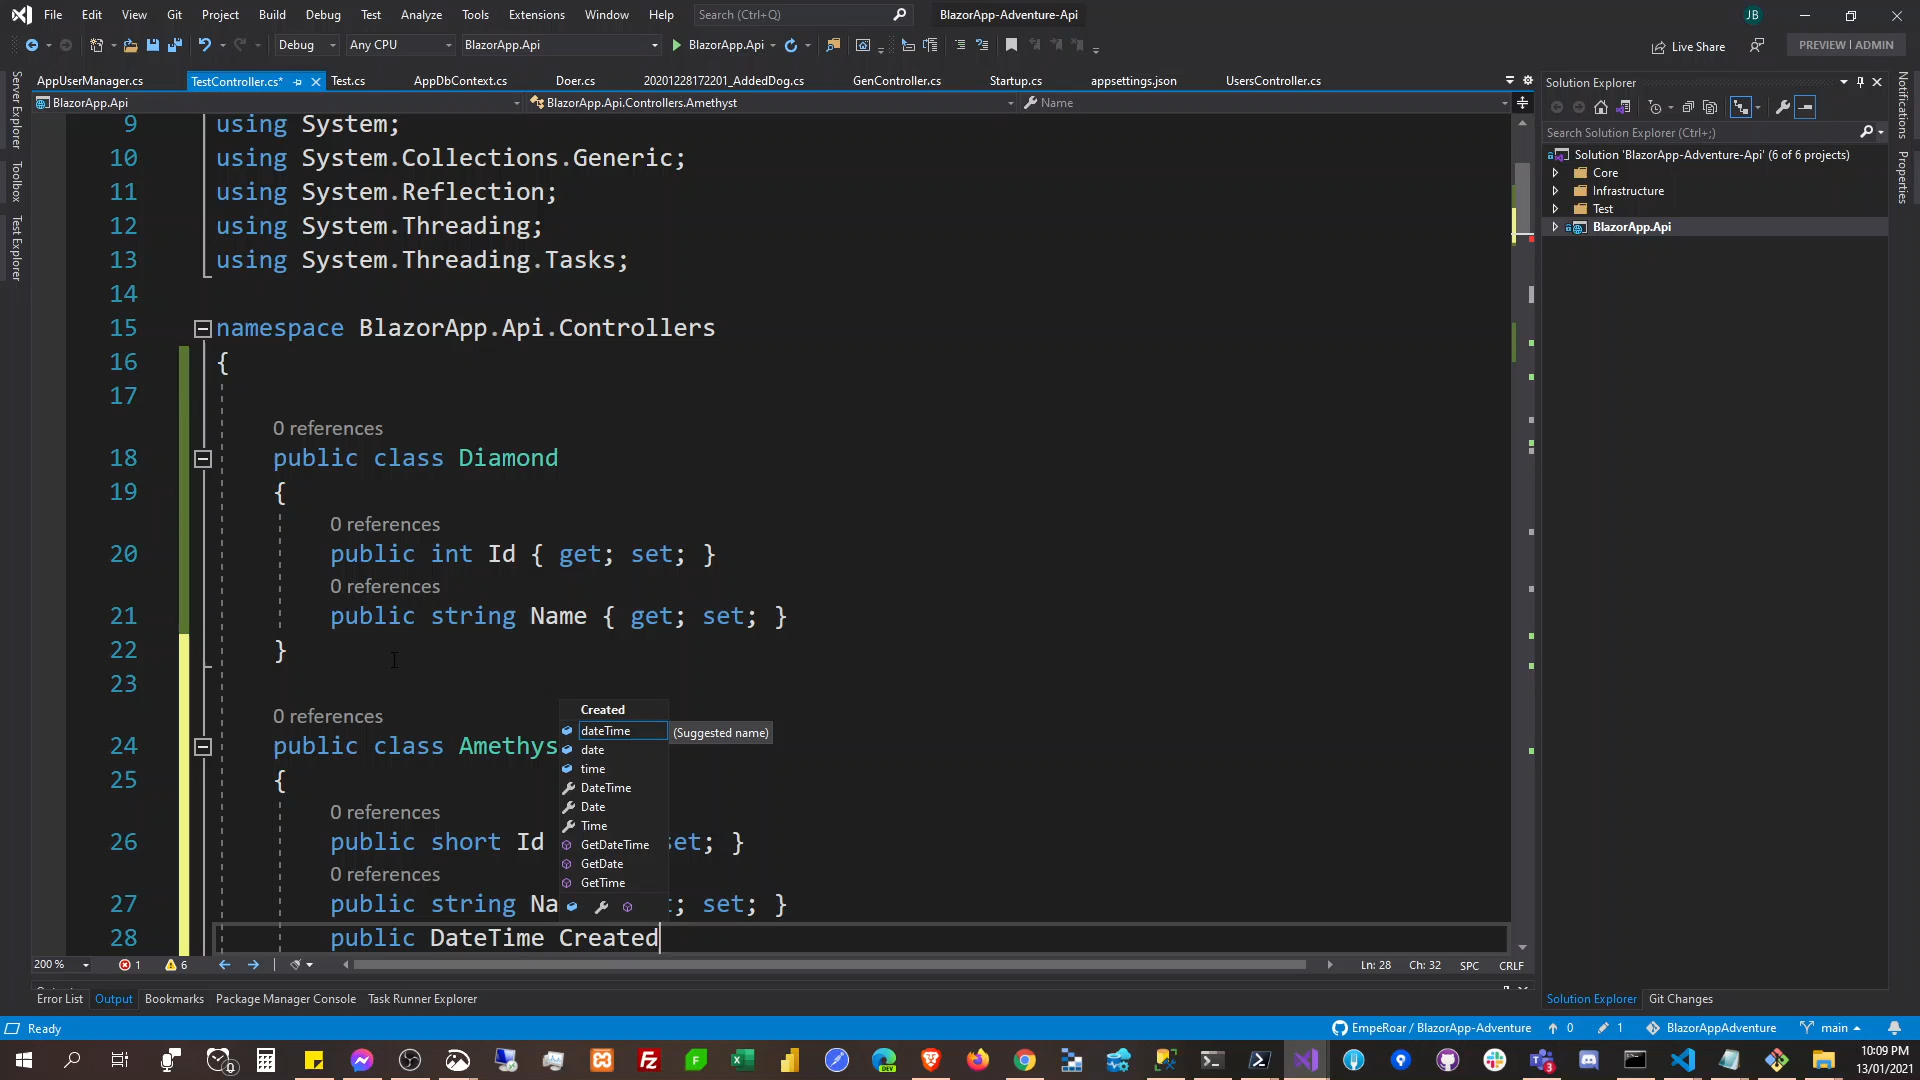 File Edit View Git Project Build Debug Test Analyze Tools Extensions Window Help Search (Ctrl+Q) BlazorApp-Adventure-Api JB
Debug Any CPU BlazorApp.Api BlazorApp.Api Live Share PREVIEW | ADMIN
AppUserManager.cs TestController.cs* Test.cs AppDbContext.cs Doer.cs 20201228172201_AddedDog.cs GenController.cs Startup.cs appsettings.json UsersController.cs
BlazorApp.Api BlazorApp.Api.Controllers.Amethyst Name
Server Explorer
Toolbox
Test Explorer
9 using System;
10 using System.Collections.Generic;
11 using System.Reflection;
12 using System.Threading;
13 using System.Threading.Tasks;
14
15 namespace BlazorApp.Api.Controllers
16 {
17
0 references
18 public class Diamond
19 {
0 references
20 public int Id { get; set; }
0 references
21 public string Name { get; set; }
22 }
23
0 references
24 public class Amethys
25 {
0 references
26 public short Id set; }
0 references
27 public string Na t; set; }
28 public DateTime Created
Created
dateTime (Suggested name)
date
time
DateTime
Date
Time
GetDateTime
GetDate
GetTime
200 % 1 6 Ln: 28 Ch: 32 SPC CRLF
Error List Output Bookmarks Package Manager Console Task Runner Explorer
Solution Explorer
Search Solution Explorer (Ctrl+;)
Solution 'BlazorApp-Adventure-Api' (6 of 6 projects)
Core
Infrastructure
Test
BlazorApp.Api
Solution Explorer Git Changes
Notifications
Properties
Ready EmpeRoar / BlazorApp-Adventure 0 1 BlazorAppAdventure main
10:09 PM
13/01/2021